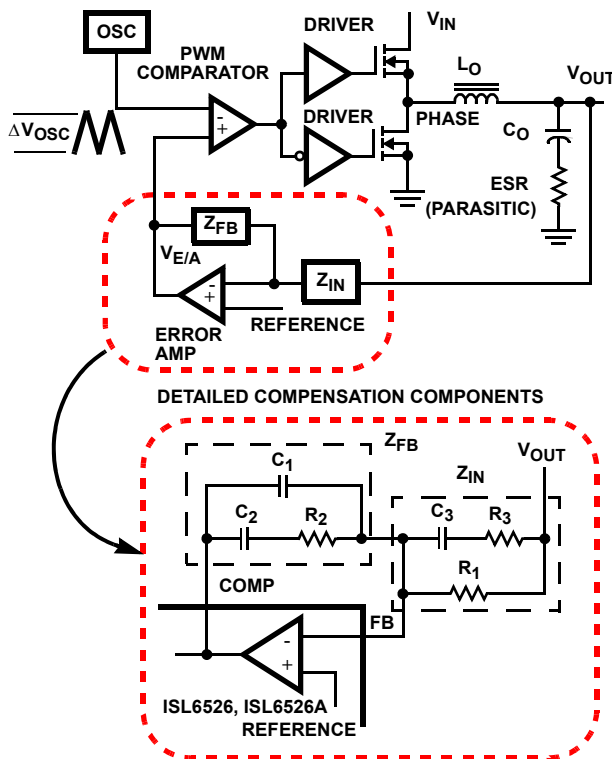 OSC
PWM
COMPARATOR
DRIVER
VIN
LO
VOUT
ΔVOSC
-
+
DRIVER
PHASE
CO
ESR
(PARASITIC)
ZFB
VE/A
-
+
ZIN
REFERENCE
ERROR
AMP
DETAILED COMPENSATION COMPONENTS
ZFB
VOUT
C1
ZIN
C2
R2
C3
R3
R1
COMP
FB
-
+
ISL6526, ISL6526A
REFERENCE